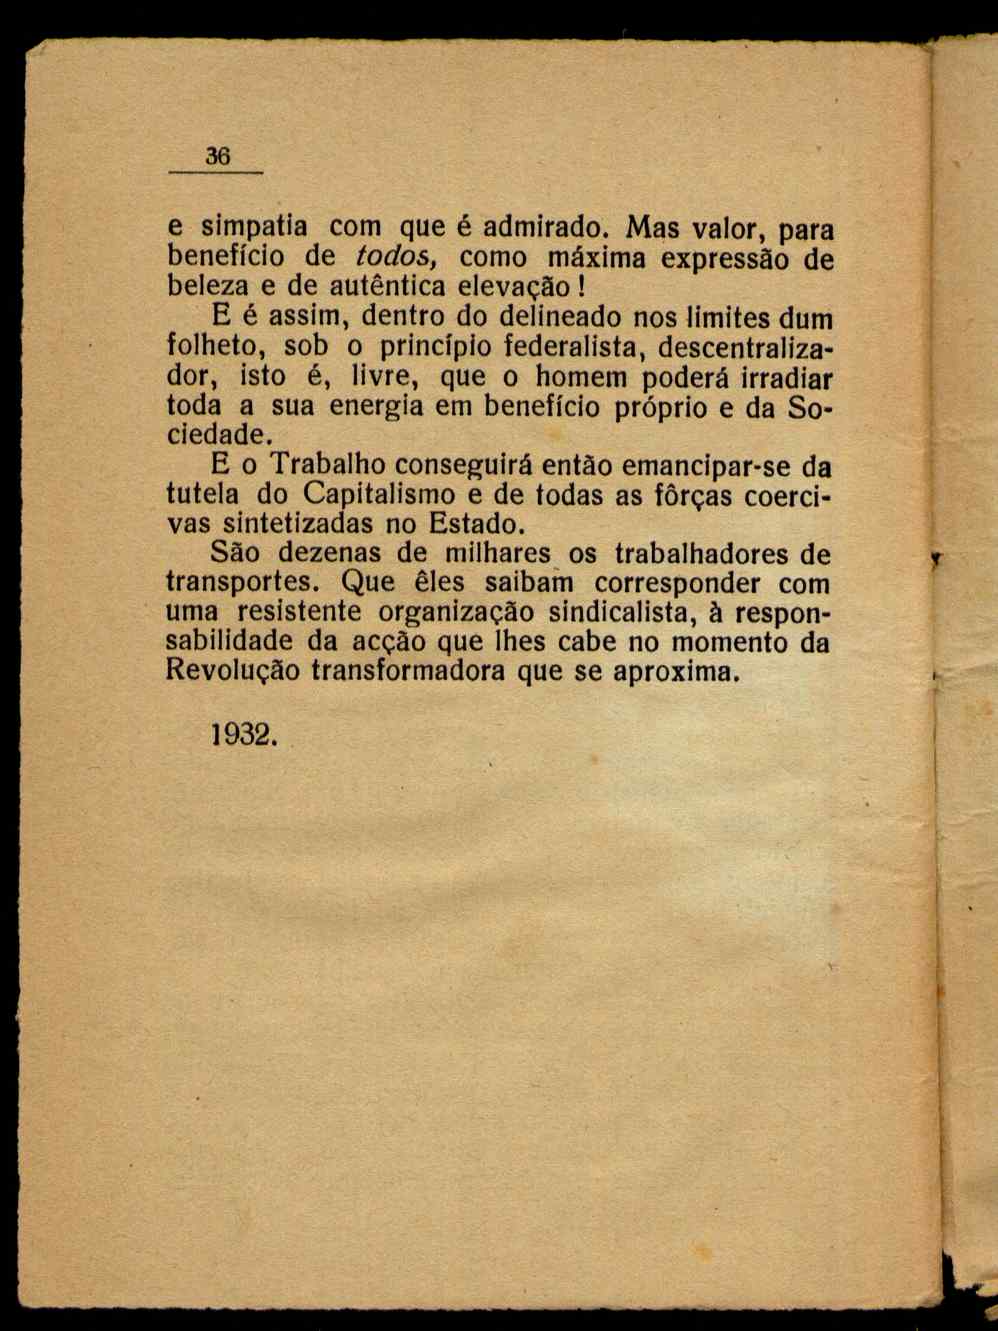 36
e simpatia com que é admirado. Mas valor, para
benefício de todos, como máxima expressão de
beleza e de autêntica elevação !
E é assim, dentro do delineado nos limites dum
folheto, sob o princípio federalista, descentraliza-
dor, isto é, livre, que o homem poderá irradiar
toda a sua energia em benefício próprio e da So-
ciedade.
E o Trabalho conseguirá então emancipar-se da
tutela do Capitalismo e de todas as fôrças coerci-
vas sintetizadas no Estado.
São dezenas de milhares os trabalhadores de
transportes. Que êles saibam corresponder com
uma resistente organização sindicalista, à respon-
sabilidade da acção que lhes cabe no momento da
Revolução transformadora que se aproxima.
1932.